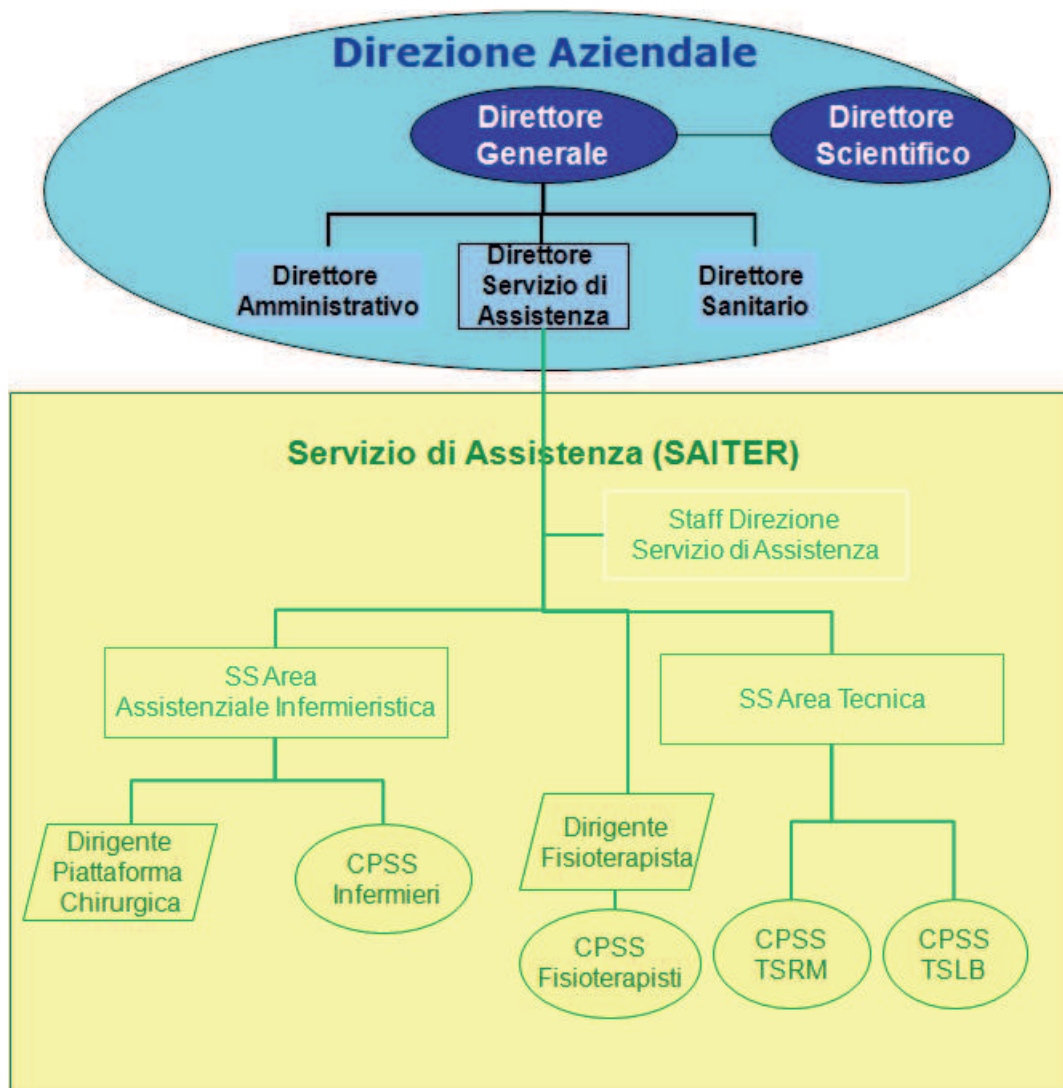 Direzione Aziendale
Direttore
Generale
Direttore
Scientifico
Direttore
Amministrativo
Direttore
Servizio di
Assistenza
Direttore
Sanitario
Servizio di Assistenza (SAITER)
Staff Direzione
Servizio di Assistenza
SS Area
Assistenziale Infermieristica
SS Area Tecnica
Dirigente
Piattaforma
Chirurgica
CPSS
Infermieri
Dirigente
Fisioterapista
CPSS
Fisioterapisti
CPSS
TSRM
CPSS
TSLB